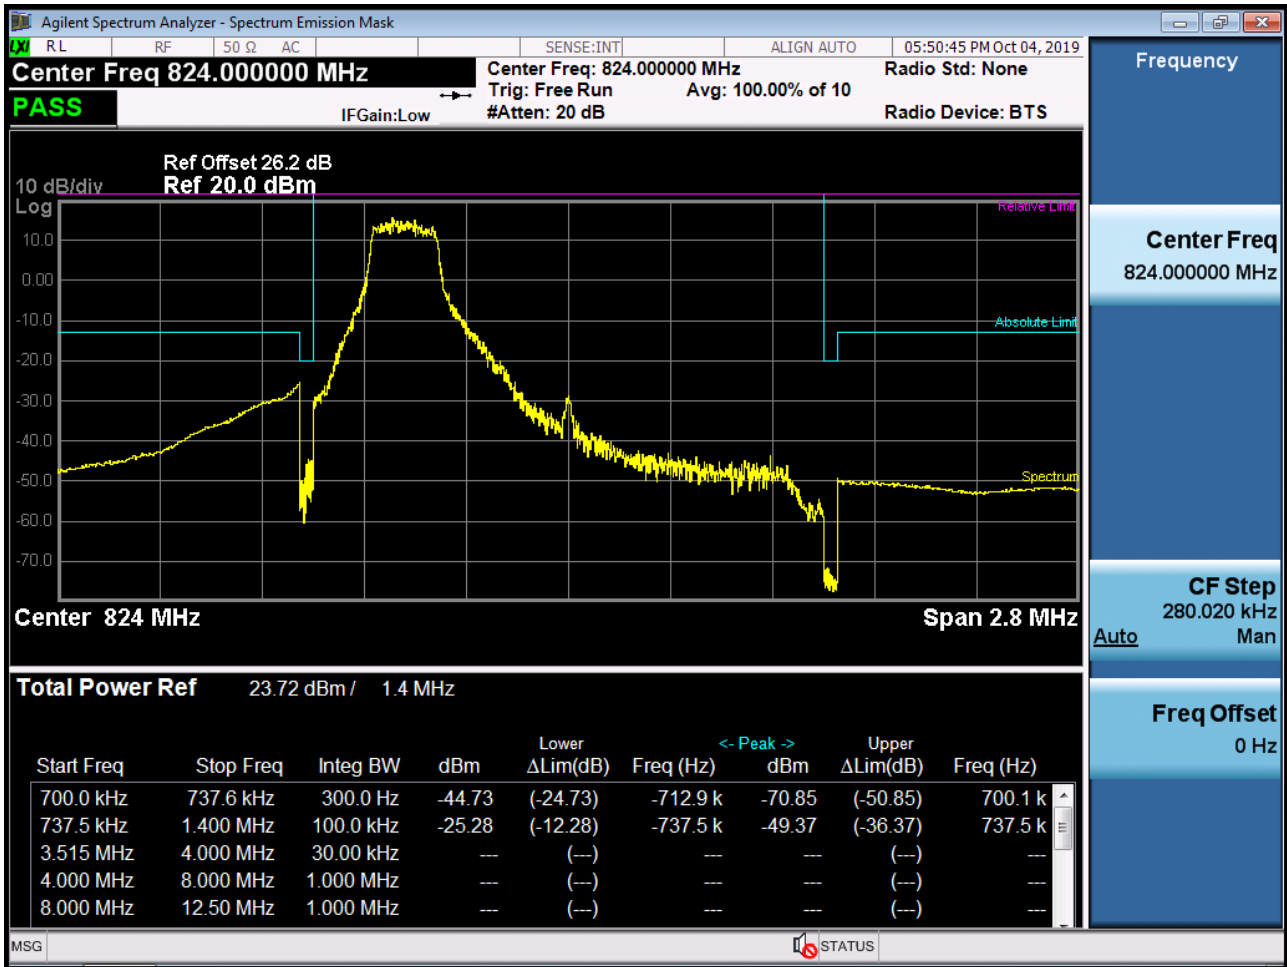 Agilent Spectrum Analyzer - Spectrum Emission Mask
LXI RL RF 50 Ω AC SENSE:INT ALIGN AUTO 05:50:45 PM Oct 04, 2019
Center Freq 824.000000 MHz
Center Freq: 824.000000 MHz Radio Std: None
Trig: Free Run Avg: 100.00% of 10
PASS
IFGain:Low #Atten: 20 dB Radio Device: BTS
Ref Offset 26.2 dB
10 dB/div Ref 20.0 dBm
Log
Relative Limit
10.0
0.00
-10.0
Absolute Limit
-20.0
-30.0
-40.0
-50.0
Spectrum
-60.0
-70.0
Center 824 MHz Span 2.8 MHz
Total Power Ref 23.72 dBm / 1.4 MHz
Lower <- Peak -> Upper
Start Freq Stop Freq Integ BW dBm ΔLim(dB) Freq (Hz) dBm ΔLim(dB) Freq (Hz)
700.0 kHz 737.6 kHz 300.0 Hz -44.73 (-24.73) -712.9 k -70.85 (-50.85) 700.1 k
737.5 kHz 1.400 MHz 100.0 kHz -25.28 (-12.28) -737.5 k -49.37 (-36.37) 737.5 k
3.515 MHz 4.000 MHz 30.00 kHz --- (---) --- --- (---) ---
4.000 MHz 8.000 MHz 1.000 MHz --- (---) --- --- (---) ---
8.000 MHz 12.50 MHz 1.000 MHz --- (---) --- --- (---) ---
MSG STATUS
Frequency
Center Freq
824.000000 MHz
CF Step
280.020 kHz
Auto Man
Freq Offset
0 Hz